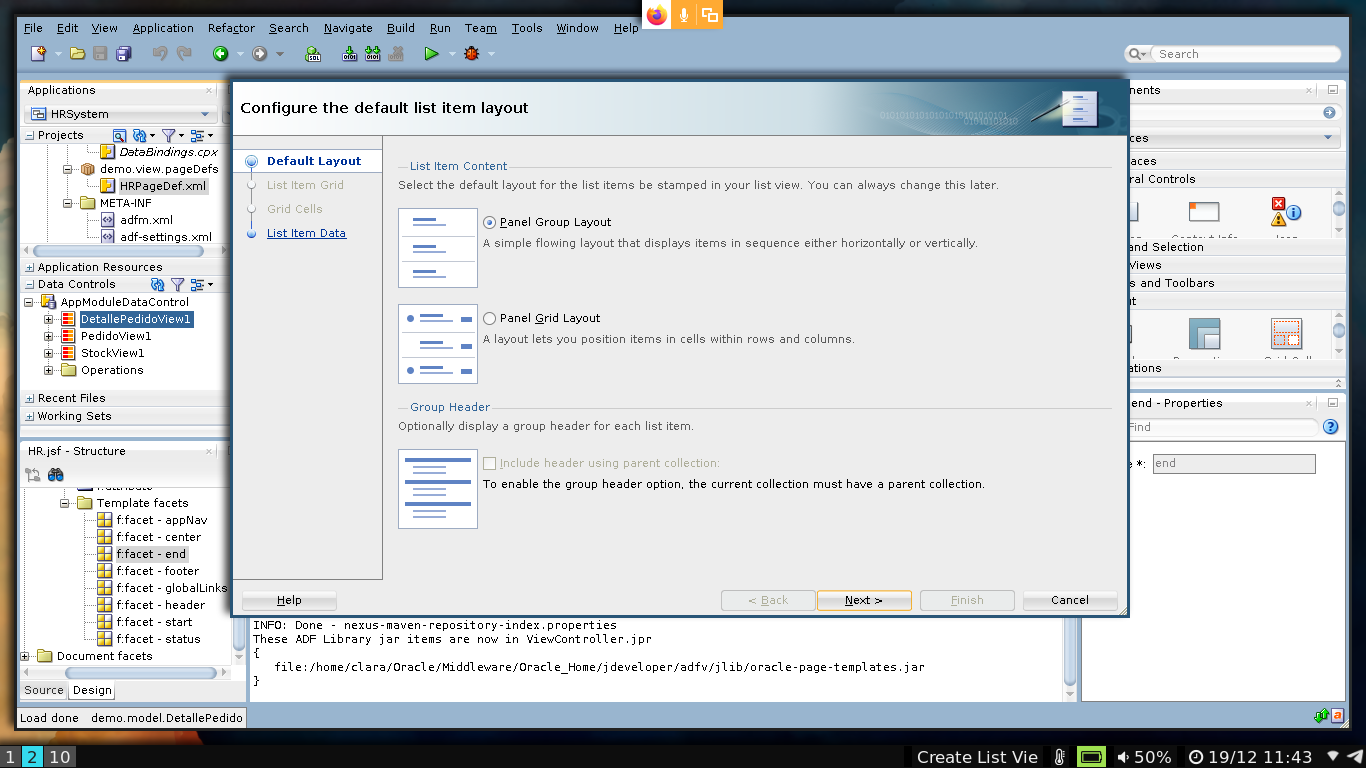 File Edit View Application Refactor Search Navigate Build Run Team Tools Window Help
Search
Applications
HRSystem
Projects
DataBindings.cpx
demo.view.pageDefs
HRPageDef.xml
META-INF
adfm.xml
adf-settings.xml
Application Resources
Data Controls
AppModuleDataControl
DetallePedidoView1
PedidoView1
StockView1
Operations
Recent Files
Working Sets
HR.jsf - Structure
Template facets
f:facet - appNav
f:facet - center
f:facet - end
f:facet - footer
f:facet - globalLinks
f:facet - header
f:facet - start
f:facet - status
Document facets
Source Design
Load done demo.model.DetallePedido
Configure the default list item layout
010101010101010101010101
0101010101
Default Layout
List Item Grid
Grid Cells
List Item Data
List Item Content
Select the default layout for the list items be stamped in your list view. You can always change this later.
Panel Group Layout
A simple flowing layout that displays items in sequence either horizontally or vertically.
Panel Grid Layout
A layout lets you position items in cells within rows and columns.
Group Header
Optionally display a group header for each list item.
Include header using parent collection:
To enable the group header option, the current collection must have a parent collection.
Help < Back Next > Finish Cancel
INFO: Done - nexus-maven-repository-index.properties
These ADF Library jar items are now in ViewController.jpr
{
file:/home/clara/Oracle/Middleware/Oracle_Home/jdeveloper/adfv/jlib/oracle-page-templates.jar
}
nents
ces
aces
ral Controls
and Selection
Views
s and Toolbars
ut
ations
end - Properties
Find
e *: end
1 2 10
Create List Vie 50% 19/12 11:43